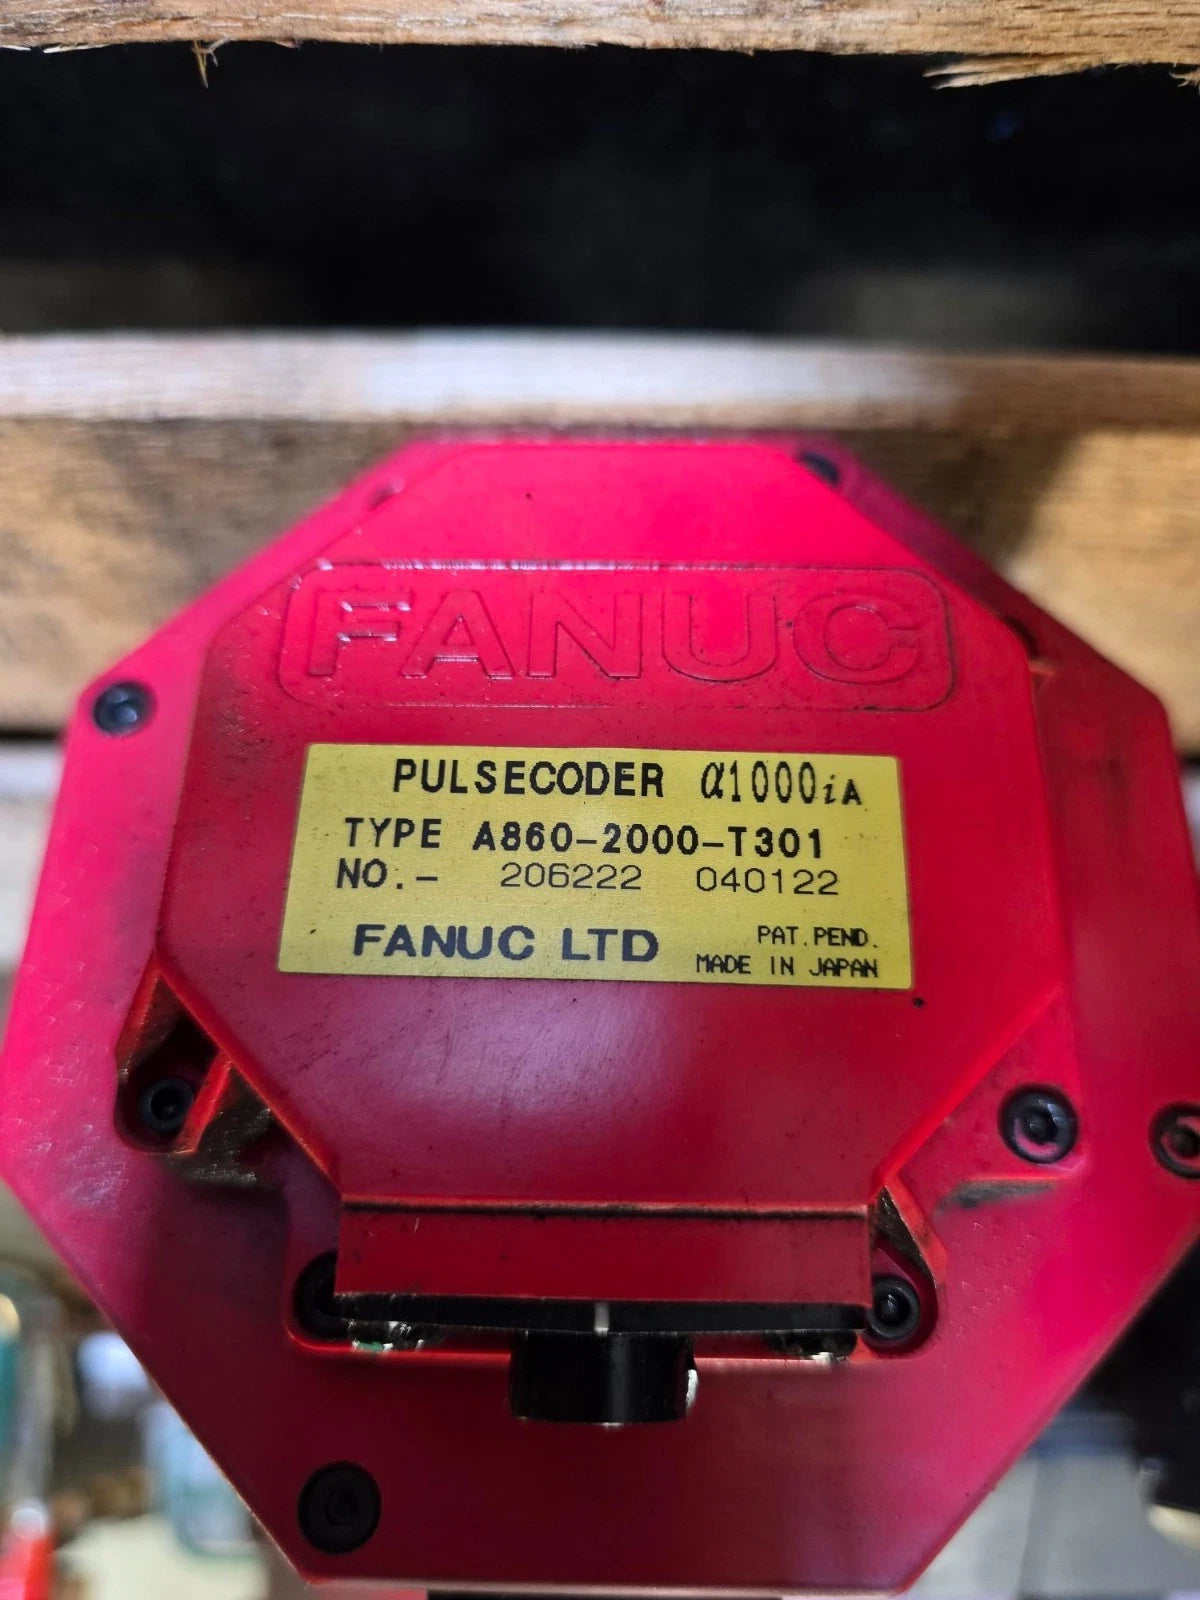 FANUC
PULSECODER α1000iA
TYPE A860-2000-T301
NO.- 206222 040122
FANUC LTD PAT. PEND.
MADE IN JAPAN